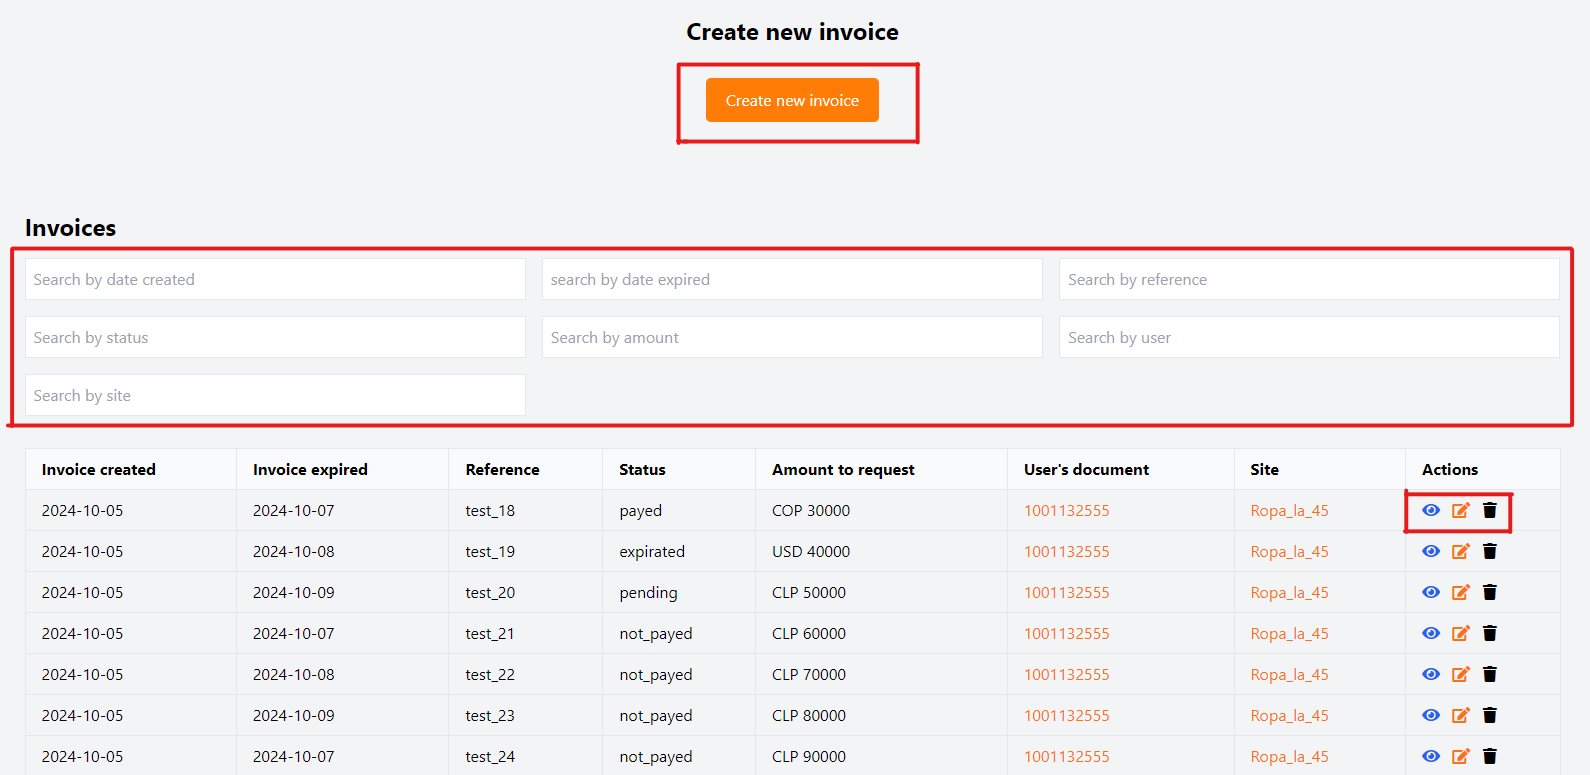 Create new invoice
Create new invoice
Invoices
Search by date created search by date expired Search by reference
Search by status Search by amount Search by user
Search by site
Invoice created Invoice expired Reference Status Amount to request User's document Site Actions
2024-10-05 2024-10-07 test_18 payed COP 30000 1001132555 Ropa_la_45
2024-10-05 2024-10-08 test_19 expirated USD 40000 1001132555 Ropa_la_45
2024-10-05 2024-10-09 test_20 pending CLP 50000 1001132555 Ropa_la_45
2024-10-05 2024-10-07 test_21 not_payed CLP 60000 1001132555 Ropa_la_45
2024-10-05 2024-10-08 test_22 not_payed CLP 70000 1001132555 Ropa_la_45
2024-10-05 2024-10-09 test_23 not_payed CLP 80000 1001132555 Ropa_la_45
2024-10-05 2024-10-07 test_24 not_payed CLP 90000 1001132555 Ropa_la_45